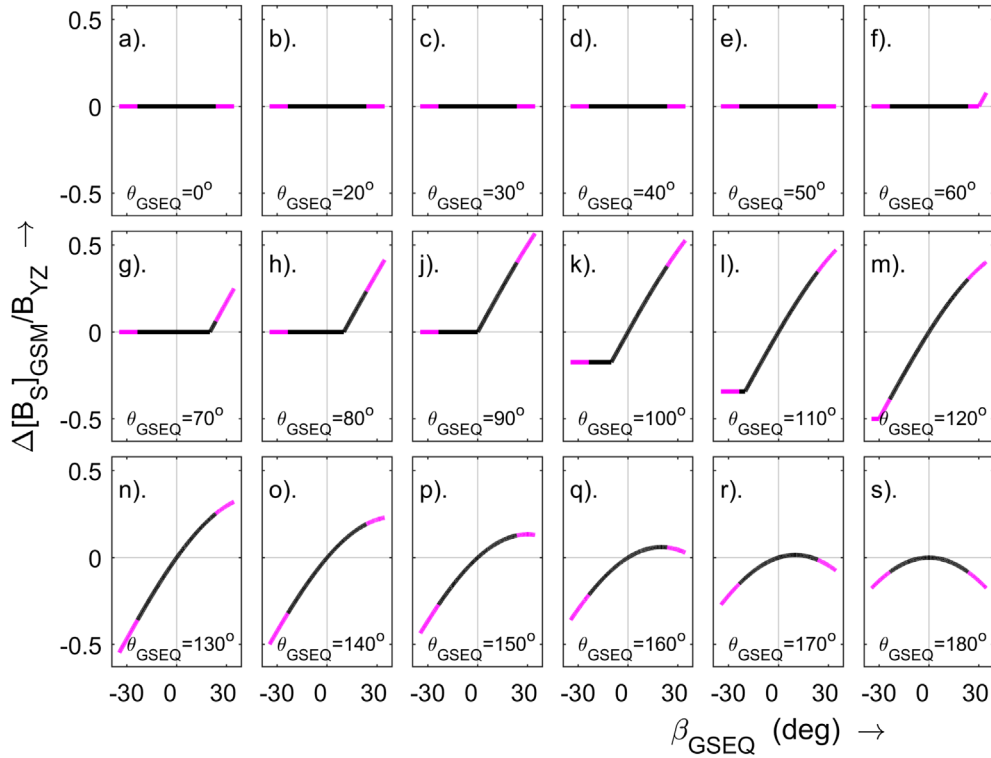 a). b). c). d). e). f).
0.5
0
-0.5
θGSEQ=0° θGSEQ=20° θGSEQ=30° θGSEQ=40° θGSEQ=50° θGSEQ=60°
Δ[BS]GSM/BYZ →
g). h). j). k). l). m).
0.5
0
-0.5
θGSEQ=70° θGSEQ=80° θGSEQ=90° θGSEQ=100° θGSEQ=110° θGSEQ=120°
n). o). p). q). r). s).
0.5
0
-0.5
θGSEQ=130° θGSEQ=140° θGSEQ=150° θGSEQ=160° θGSEQ=170° θGSEQ=180°
-30 0 30 -30 0 30 -30 0 30 -30 0 30 -30 0 30 -30 0 30
βGSEQ (deg) →